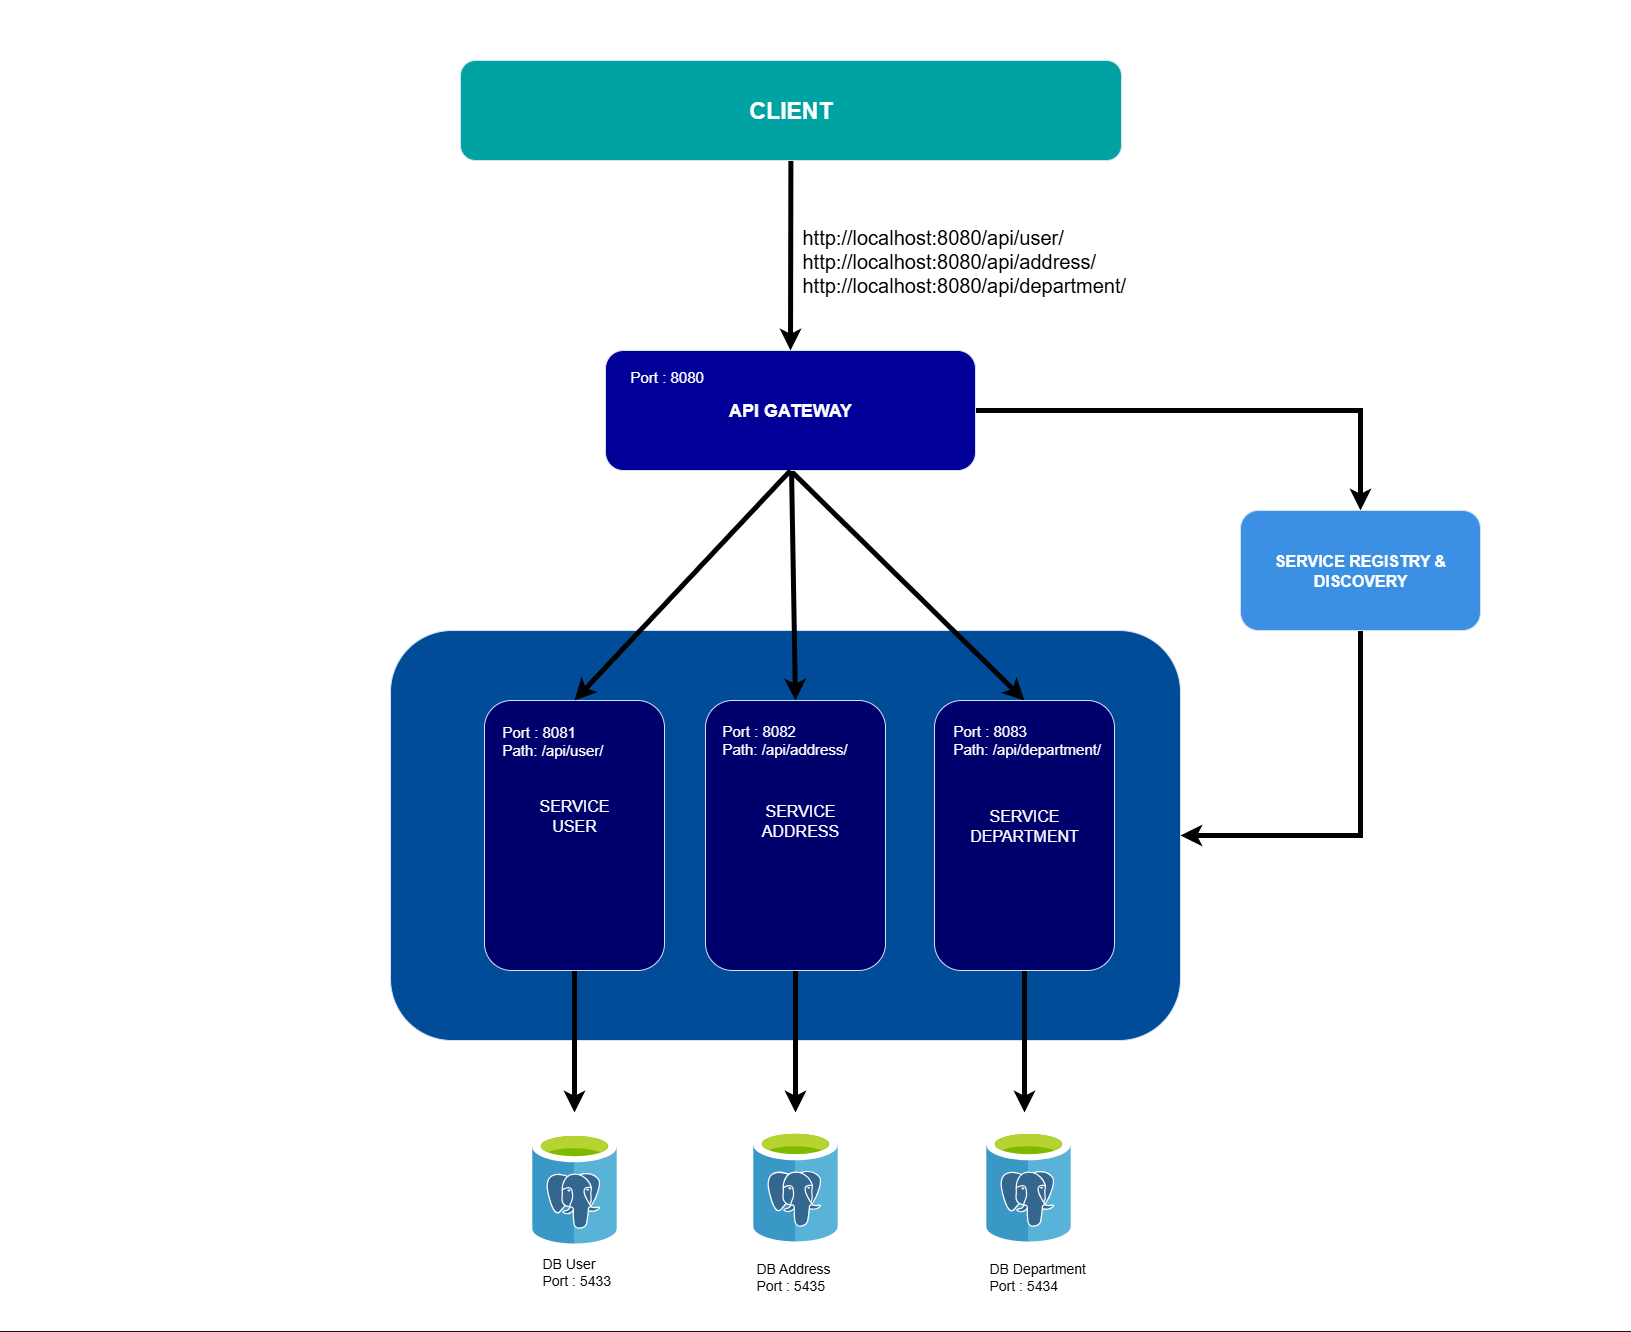 CLIENT
http://localhost:8080/api/user/
http://localhost:8080/api/address/
http://localhost:8080/api/department/
Port : 8080
API GATEWAY
SERVICE REGISTRY &
DISCOVERY
Port : 8081
Path: /api/user/
SERVICE
USER
Port : 8082
Path: /api/address/
SERVICE
ADDRESS
Port : 8083
Path: /api/department/
SERVICE
DEPARTMENT
DB User
Port : 5433
DB Address
Port : 5435
DB Department
Port : 5434